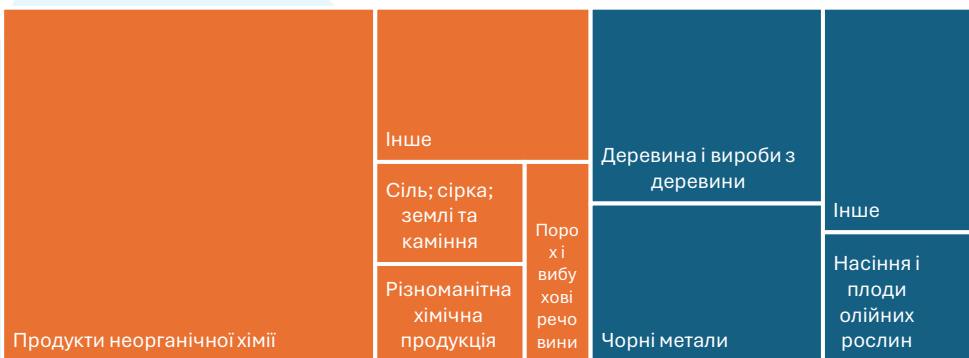 Продукти неорганічної хімії
Інше
Сіль; сірка;
землі та
каміння
Різноманітна
хімічна
продукція
Поро
х і
вибу
хові
речо
вини
Деревина і вироби з
деревини
Чорні метали
Інше
Насіння і
плоди
олійних
рослин